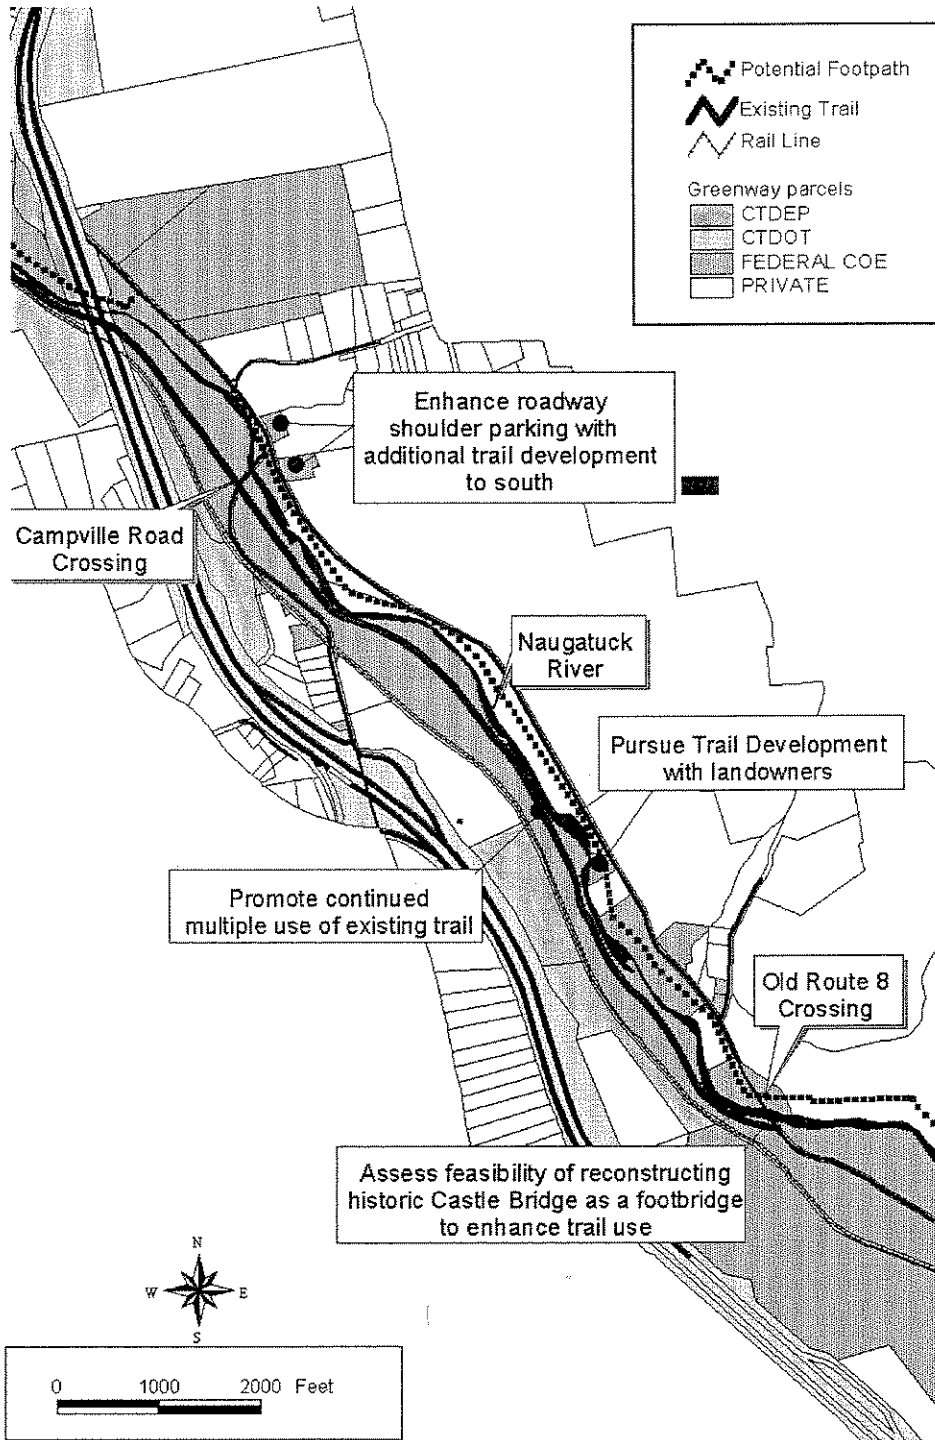 Potential Footpath
Existing Trail
Rail Line
Greenway parcels
CTDEP
CTDOT
FEDERAL COE
PRIVATE
Enhance roadway
shoulder parking with
additional trail development
to south
Campville Road
Crossing
Naugatuck
River
Pursue Trail Development
with landowners
Promote continued
multiple use of existing trail
Old Route 8
Crossing
Assess feasibility of reconstructing
historic Castle Bridge as a footbridge
to enhance trail use
N
W E
S
0 1000 2000 Feet